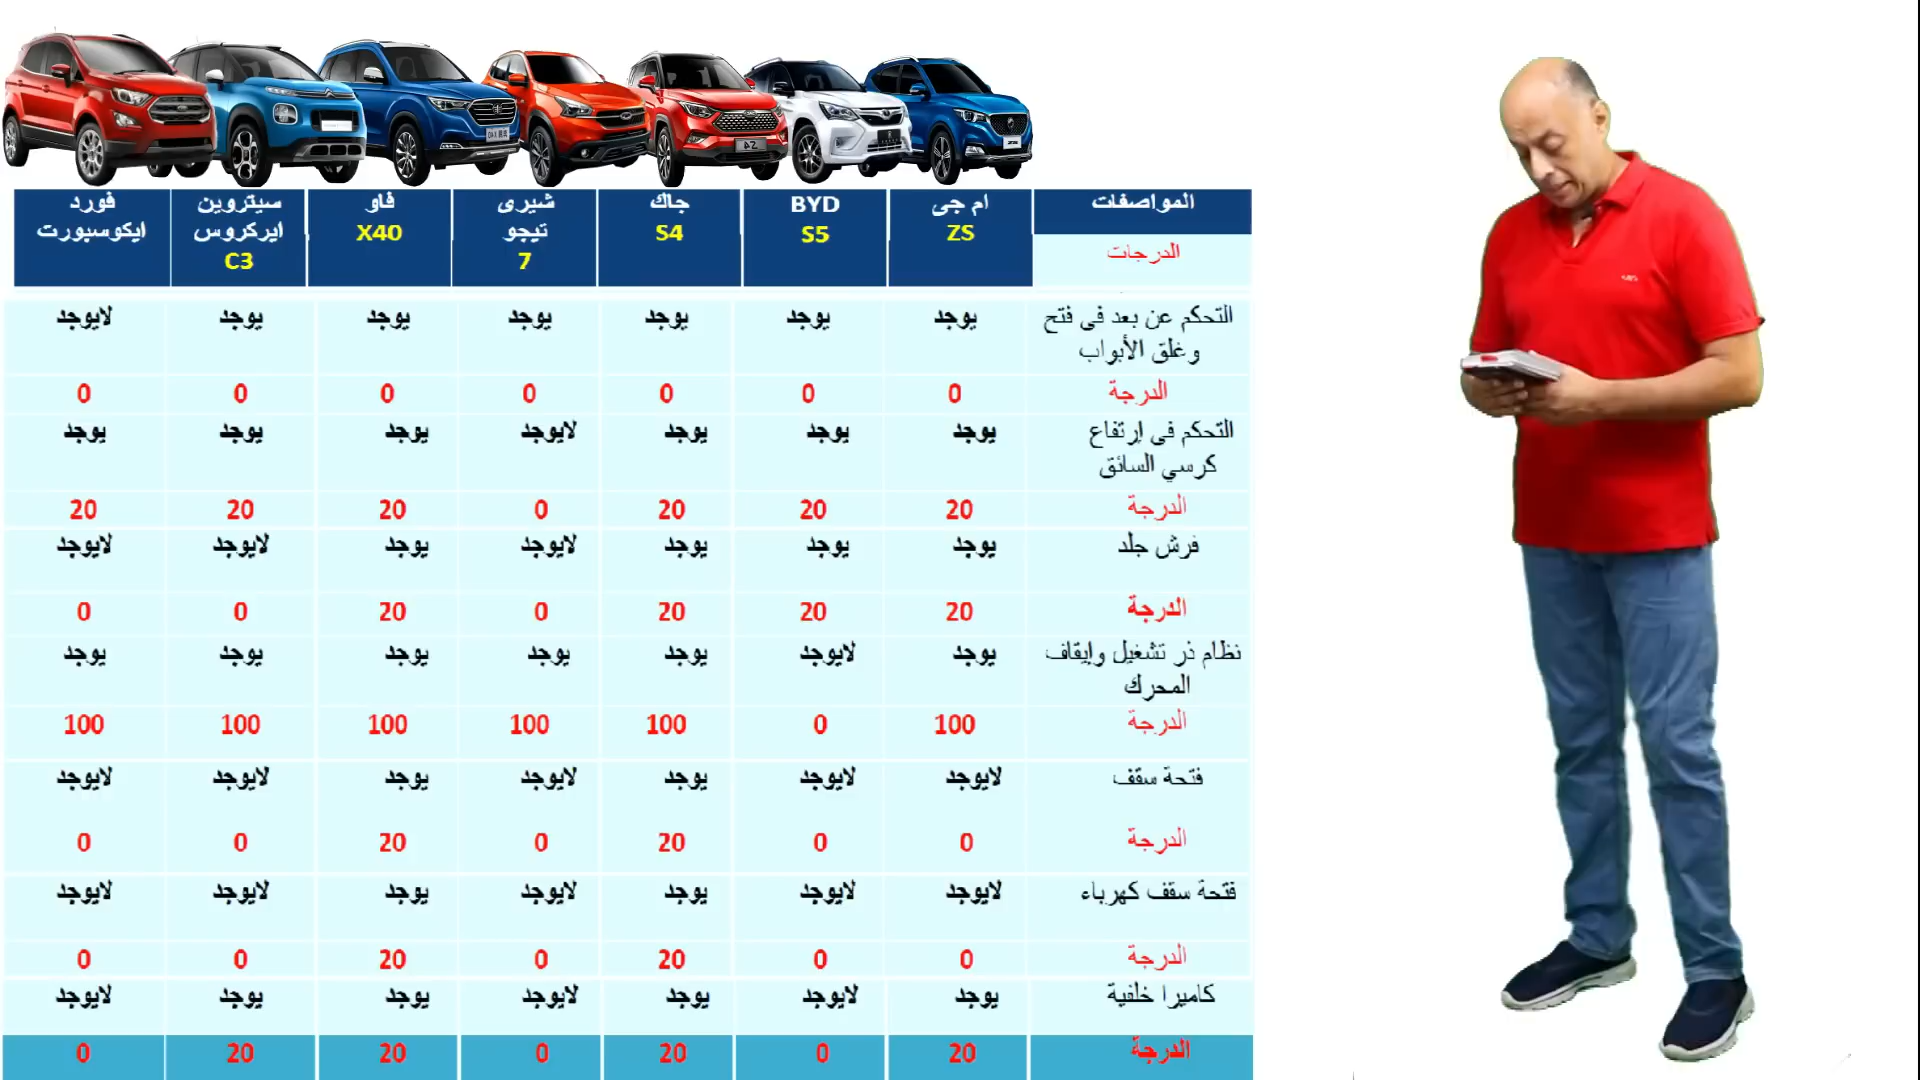 المواصفات
الدرجات
ام جى
ZS
BYD
S5
جاك
S4
شيرى
تيجو
7
فاو
X40
سيتروين
ايركروس
C3
فورد
ايكوسبورت
التحكم عن بعد فى فتح
وغلق الأبواب
يوجد يوجد يوجد يوجد يوجد يوجد لايوجد
الدرجة 0 0 0 0 0 0 0
التحكم فى إرتفاع
كرسي السائق
يوجد يوجد يوجد لايوجد يوجد يوجد يوجد
الدرجة 20 20 20 0 20 20 20
فرش جلد يوجد يوجد يوجد لايوجد يوجد لايوجد لايوجد
الدرجة 20 20 20 0 20 0 0
نظام ذر تشغيل وإيقاف
المحرك
يوجد لايوجد يوجد يوجد يوجد يوجد يوجد
الدرجة 100 0 100 100 100 100 100
فتحة سقف لايوجد لايوجد يوجد لايوجد يوجد لايوجد لايوجد
الدرجة 0 0 20 0 20 0 0
فتحة سقف كهرباء لايوجد لايوجد يوجد لايوجد يوجد لايوجد لايوجد
الدرجة 0 0 20 0 20 0 0
كاميرا خلفية يوجد لايوجد يوجد لايوجد يوجد يوجد لايوجد
الدرجة 20 0 20 0 20 20 0